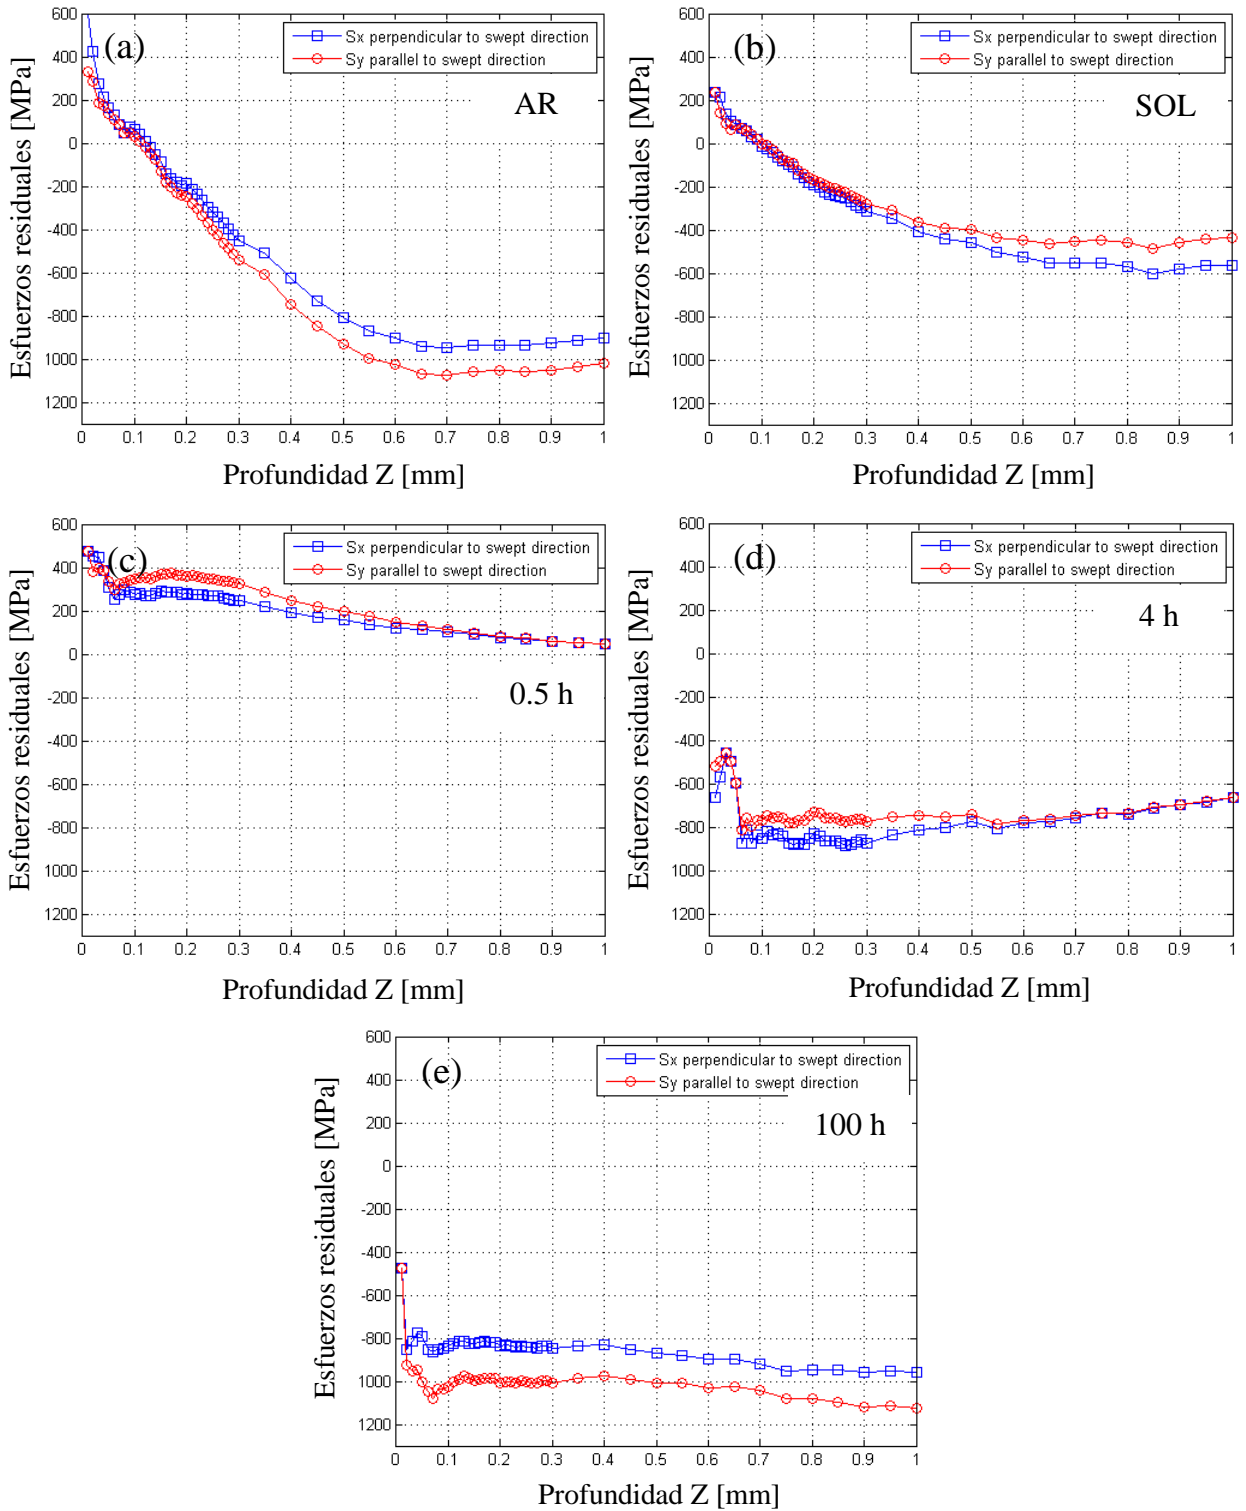 (a)
Sx perpendicular to swept direction
Sy parallel to swept direction
AR
Esfuerzos residuales [MPa]
600
400
200
0
-200
-400
-600
-800
1000
1200
0 0.1 0.2 0.3 0.4 0.5 0.6 0.7 0.8 0.9 1
Profundidad Z [mm]
(b)
Sx perpendicular to swept direction
Sy parallel to swept direction
SOL
Esfuerzos residuales [MPa]
600
400
200
0
-200
-400
-600
-800
1000
1200
0 0.1 0.2 0.3 0.4 0.5 0.6 0.7 0.8 0.9 1
Profundidad Z [mm]
(c)
Sx perpendicular to swept direction
Sy parallel to swept direction
0.5 h
Esfuerzos residuales [MPa]
600
400
200
0
-200
-400
-600
-800
1000
1200
0 0.1 0.2 0.3 0.4 0.5 0.6 0.7 0.8 0.9 1
Profundidad Z [mm]
(d)
Sx perpendicular to swept direction
Sy parallel to swept direction
4 h
Esfuerzos residuales [MPa]
600
400
200
0
-200
-400
-600
-800
1000
1200
0 0.1 0.2 0.3 0.4 0.5 0.6 0.7 0.8 0.9 1
Profundidad Z [mm]
(e)
Sx perpendicular to swept direction
Sy parallel to swept direction
100 h
Esfuerzos residuales [MPa]
600
400
200
0
-200
-400
-600
-800
1000
1200
0 0.1 0.2 0.3 0.4 0.5 0.6 0.7 0.8 0.9 1
Profundidad Z [mm]